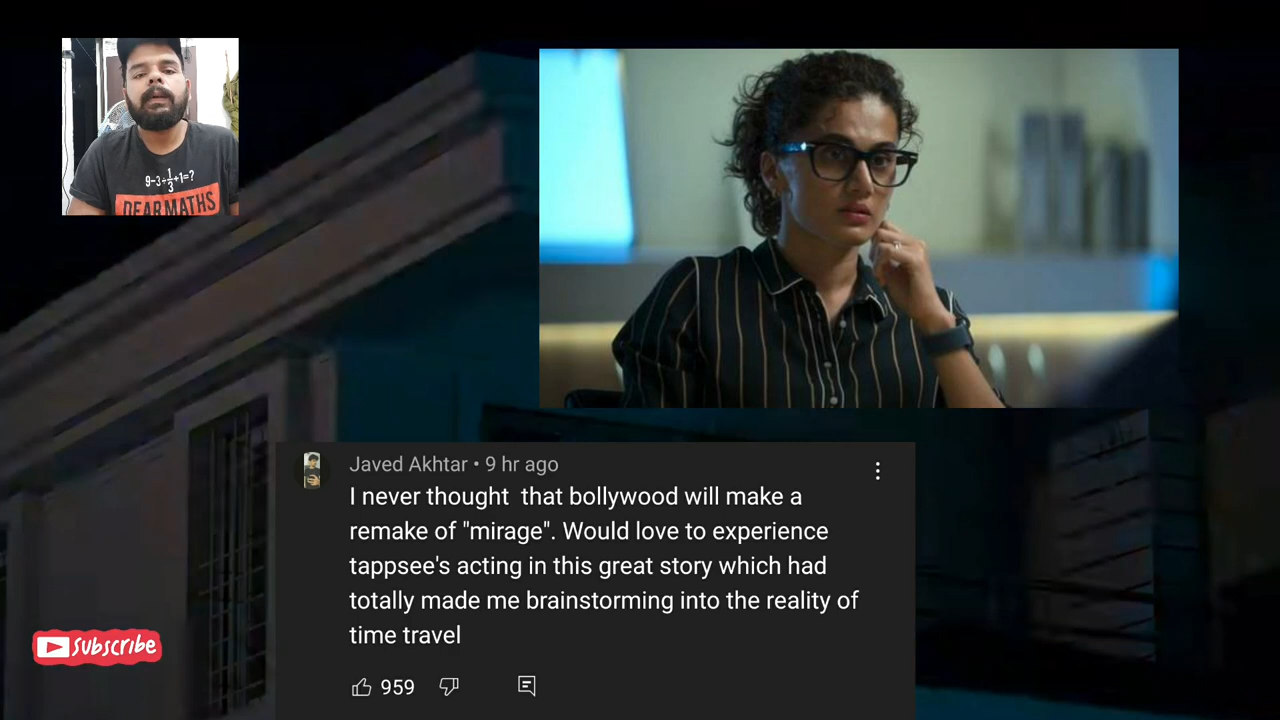 9-3÷1/3+1=?
DEAR MATHS
Javed Akhtar • 9 hr ago
I never thought  that bollywood will make a
remake of "mirage". Would love to experience
tappsee's acting in this great story which had
totally made me brainstorming into the reality of
time travel
959
Subscribe